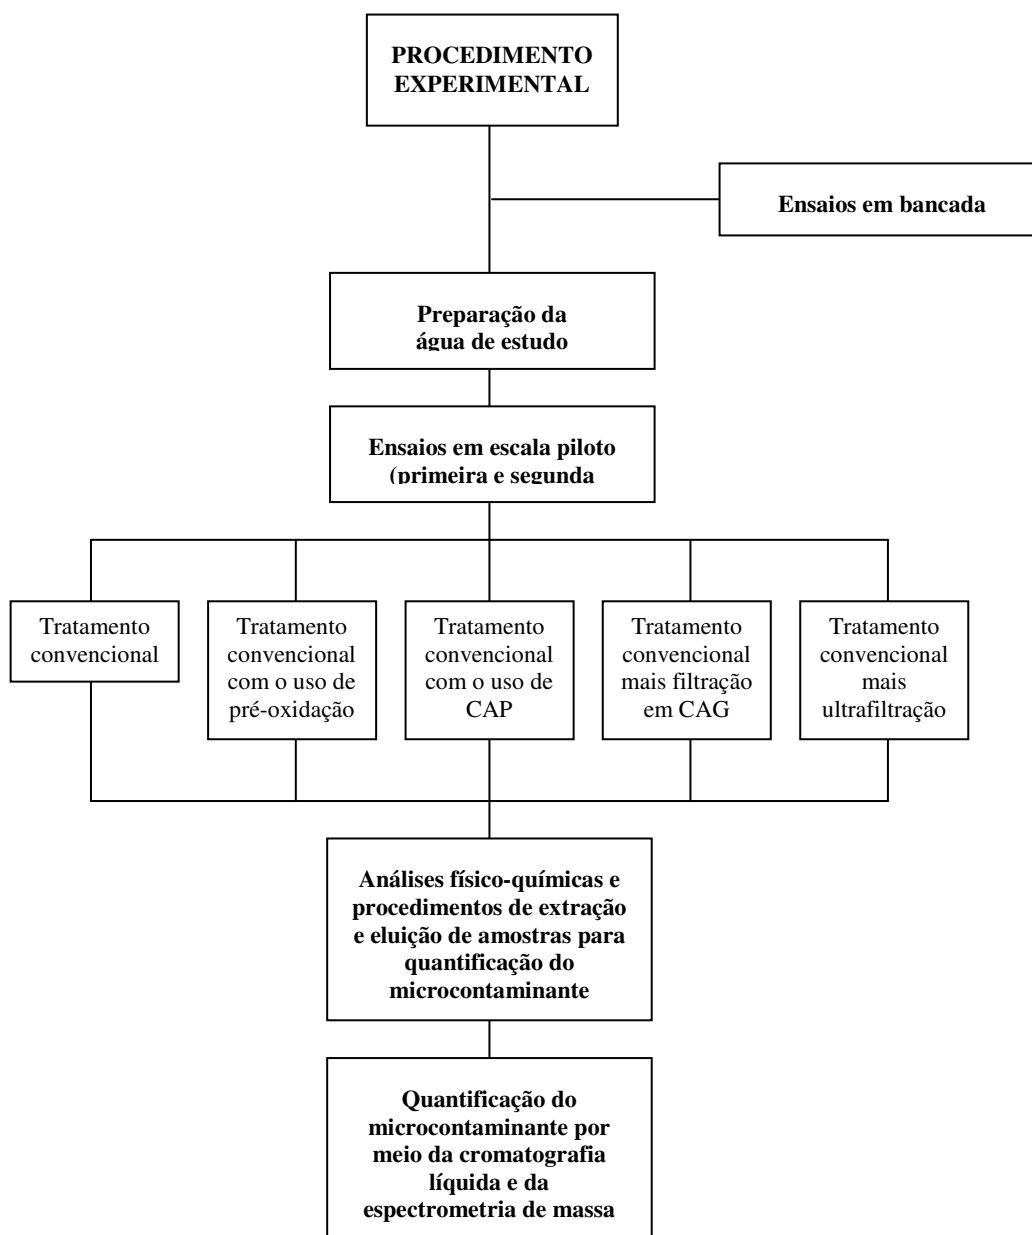 PROCEDIMENTO
EXPERIMENTAL
Ensaios em bancada
Preparação da
água de estudo
Ensaios em escala piloto
(primeira e segunda
Tratamento
convencional
Tratamento
convencional
com o uso de
pré-oxidação
Tratamento
convencional
com o uso de
CAP
Tratamento
convencional
mais filtração
em CAG
Tratamento
convencional
mais
ultrafiltração
Análises físico-químicas e
procedimentos de extração
e eluição de amostras para
quantificação do
microcontaminante
Quantificação do
microcontaminante por
meio da cromatografia
líquida e da
espectrometria de massa